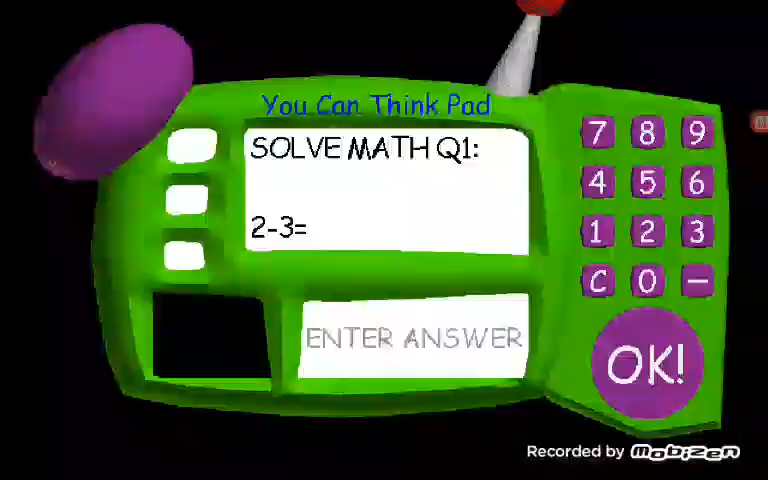 You Can Think Pad
SOLVE MATH Q1:
2-3=
ENTER ANSWER
7 8 9
4 5 6
1 2 3
C 0 −
OK!
Recorded by Mobizen